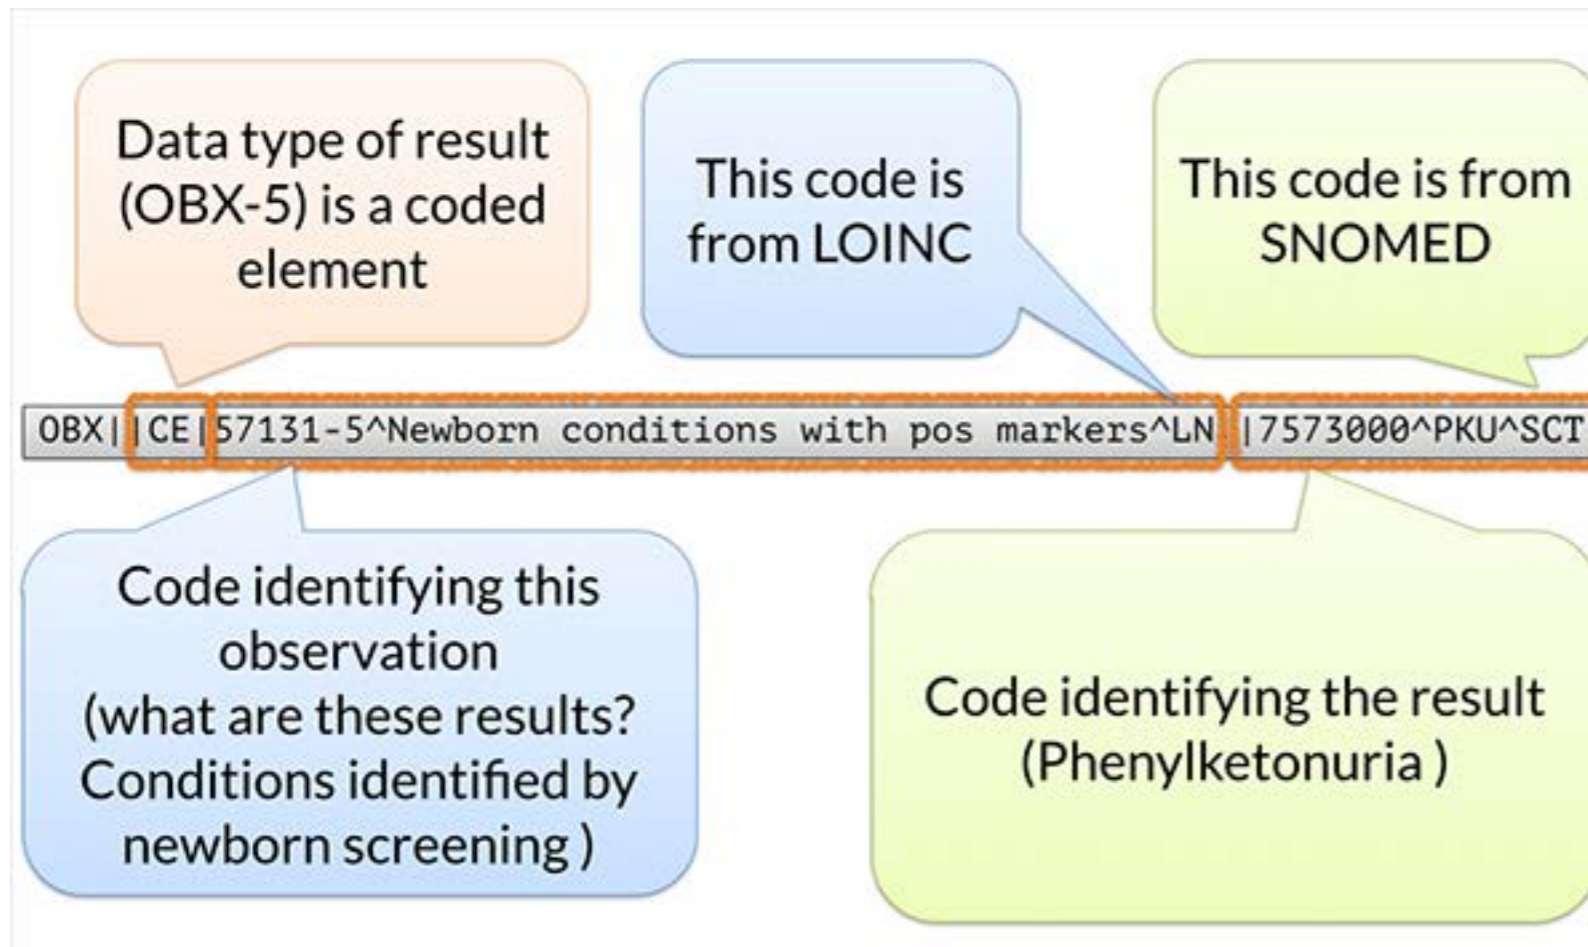 Data type of result
(OBX-5) is a coded
element
This code is
from LOINC
This code is from
SNOMED
OBX||CE|57131-5^Newborn conditions with pos markers^LN||7573000^PKU^SCT
Code identifying this
observation
(what are these results?
Conditions identified by
newborn screening )
Code identifying the result
(Phenylketonuria )